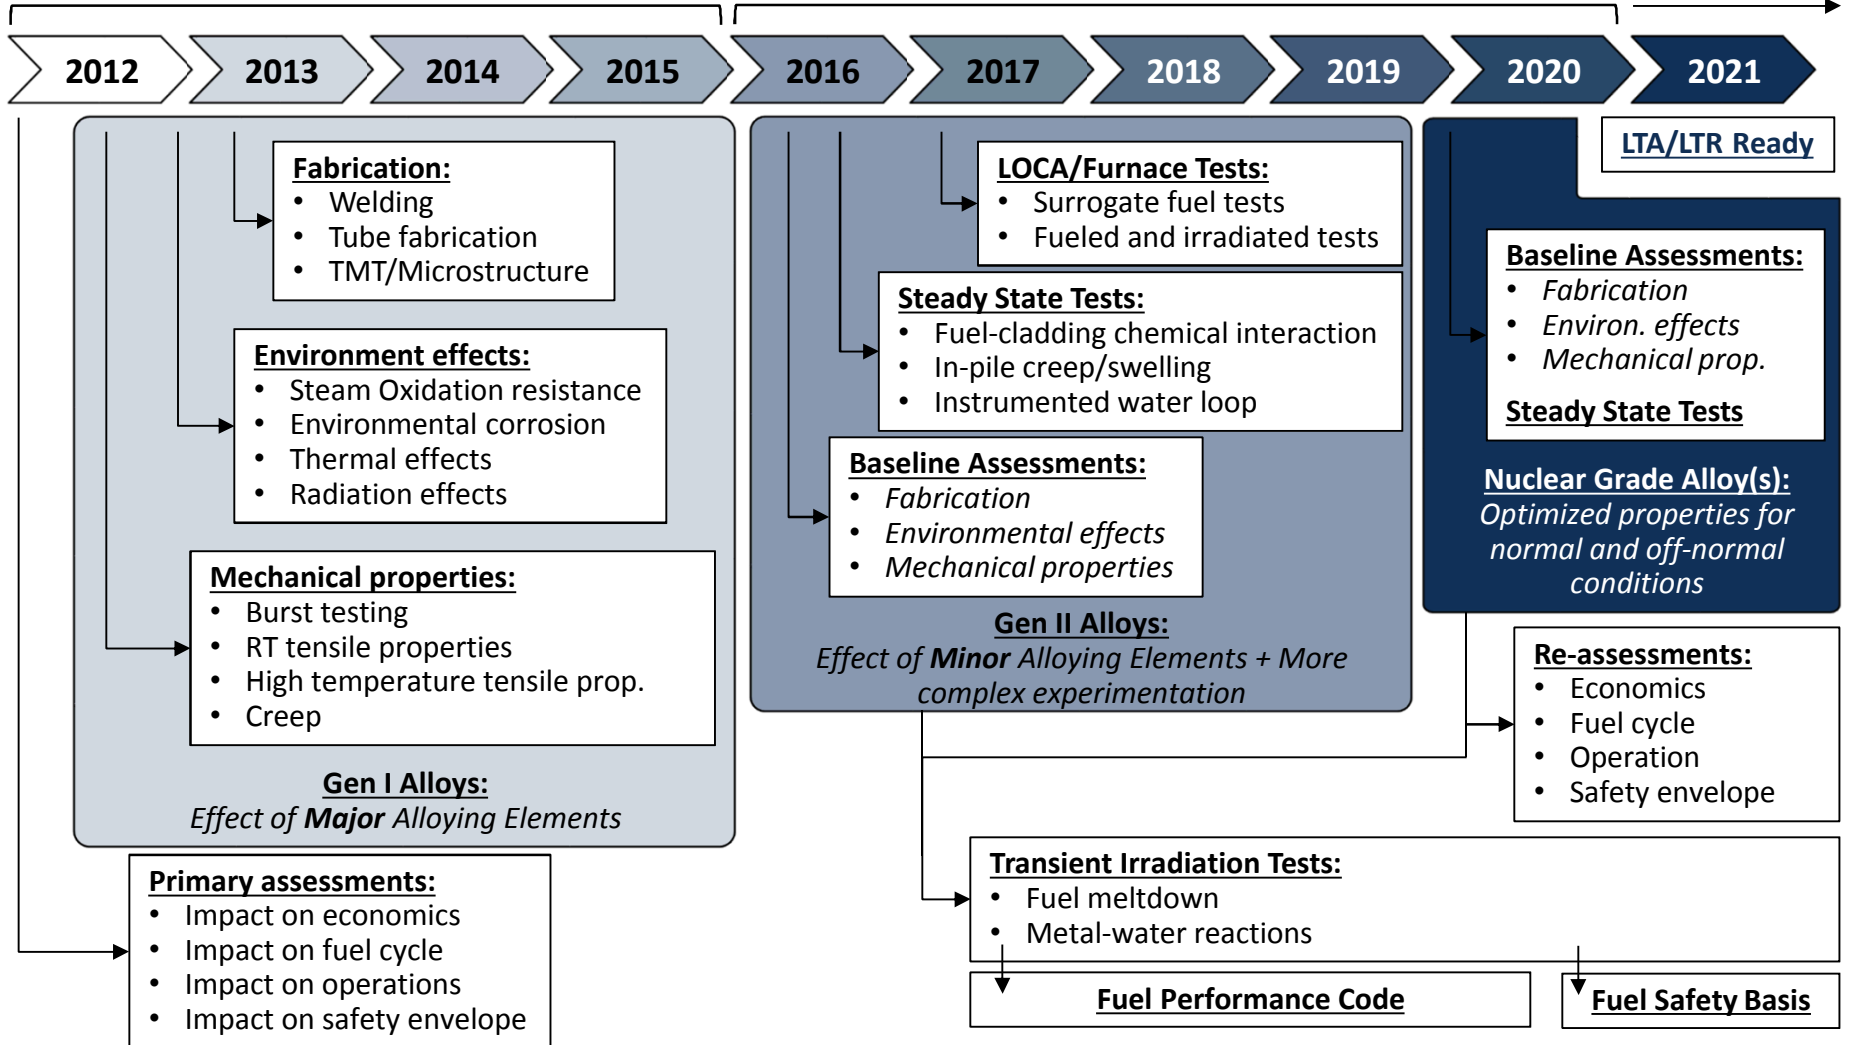 2012
2013
2014
2015
2016
2017
2018
2019
2020
2021
Fabrication:
• Welding
• Tube fabrication
• TMT/Microstructure
Environment effects:
• Steam Oxidation resistance
• Environmental corrosion
• Thermal effects
• Radiation effects
Mechanical properties:
• Burst testing
• RT tensile properties
• High temperature tensile prop.
• Creep
Gen I Alloys:
Effect of Major Alloying Elements
Primary assessments:
• Impact on economics
• Impact on fuel cycle
• Impact on operations
• Impact on safety envelope
LOCA/Furnace Tests:
• Surrogate fuel tests
• Fueled and irradiated tests
Steady State Tests:
• Fuel-cladding chemical interaction
• In-pile creep/swelling
• Instrumented water loop
Baseline Assessments:
• Fabrication
• Environmental effects
• Mechanical properties
Gen II Alloys:
Effect of Minor Alloying Elements + More
complex experimentation
LTA/LTR Ready
Baseline Assessments:
• Fabrication
• Environ. effects
• Mechanical prop.
Steady State Tests
Nuclear Grade Alloy(s):
Optimized properties for
normal and off-normal
conditions
Re-assessments:
• Economics
• Fuel cycle
• Operation
• Safety envelope
Transient Irradiation Tests:
• Fuel meltdown
• Metal-water reactions
Fuel Performance Code
Fuel Safety Basis